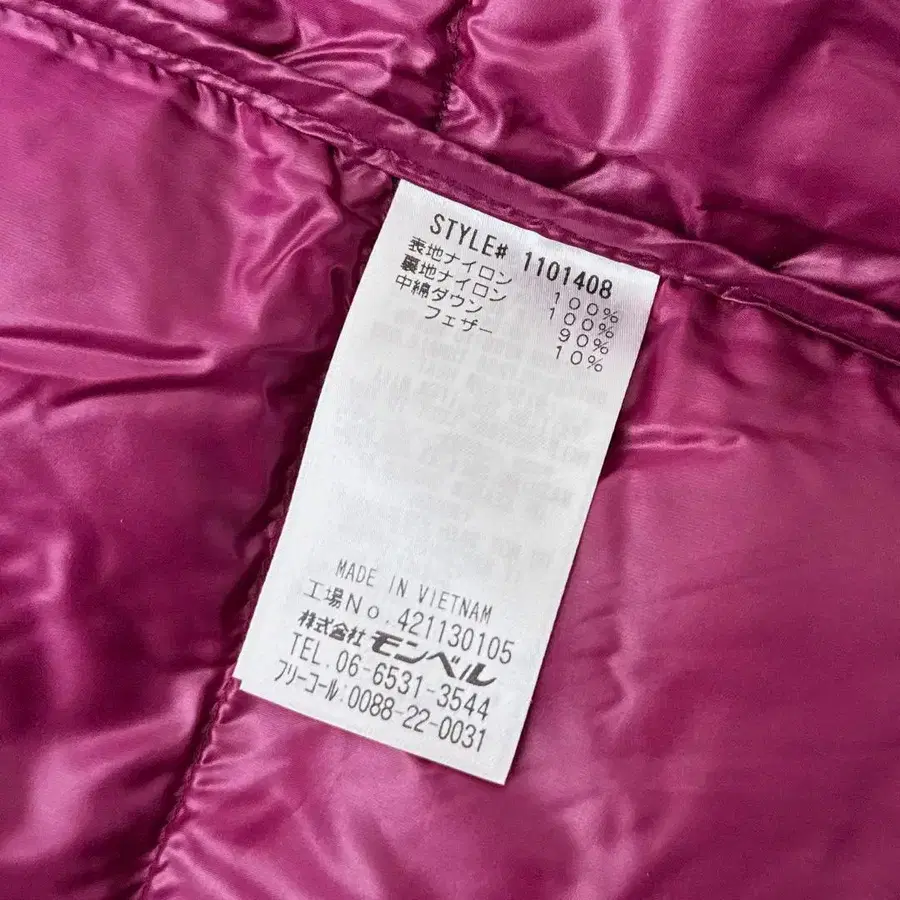 STYLE# 1101408
表地ナイロン 100%
裏地ナイロン 100%
中綿ダウン 90%
フェザー 10%
MADE IN VIETNAM
工場No.421130105
株式会社モンベル
TEL.06-6531-3544
フリーコール:0088-22-0031